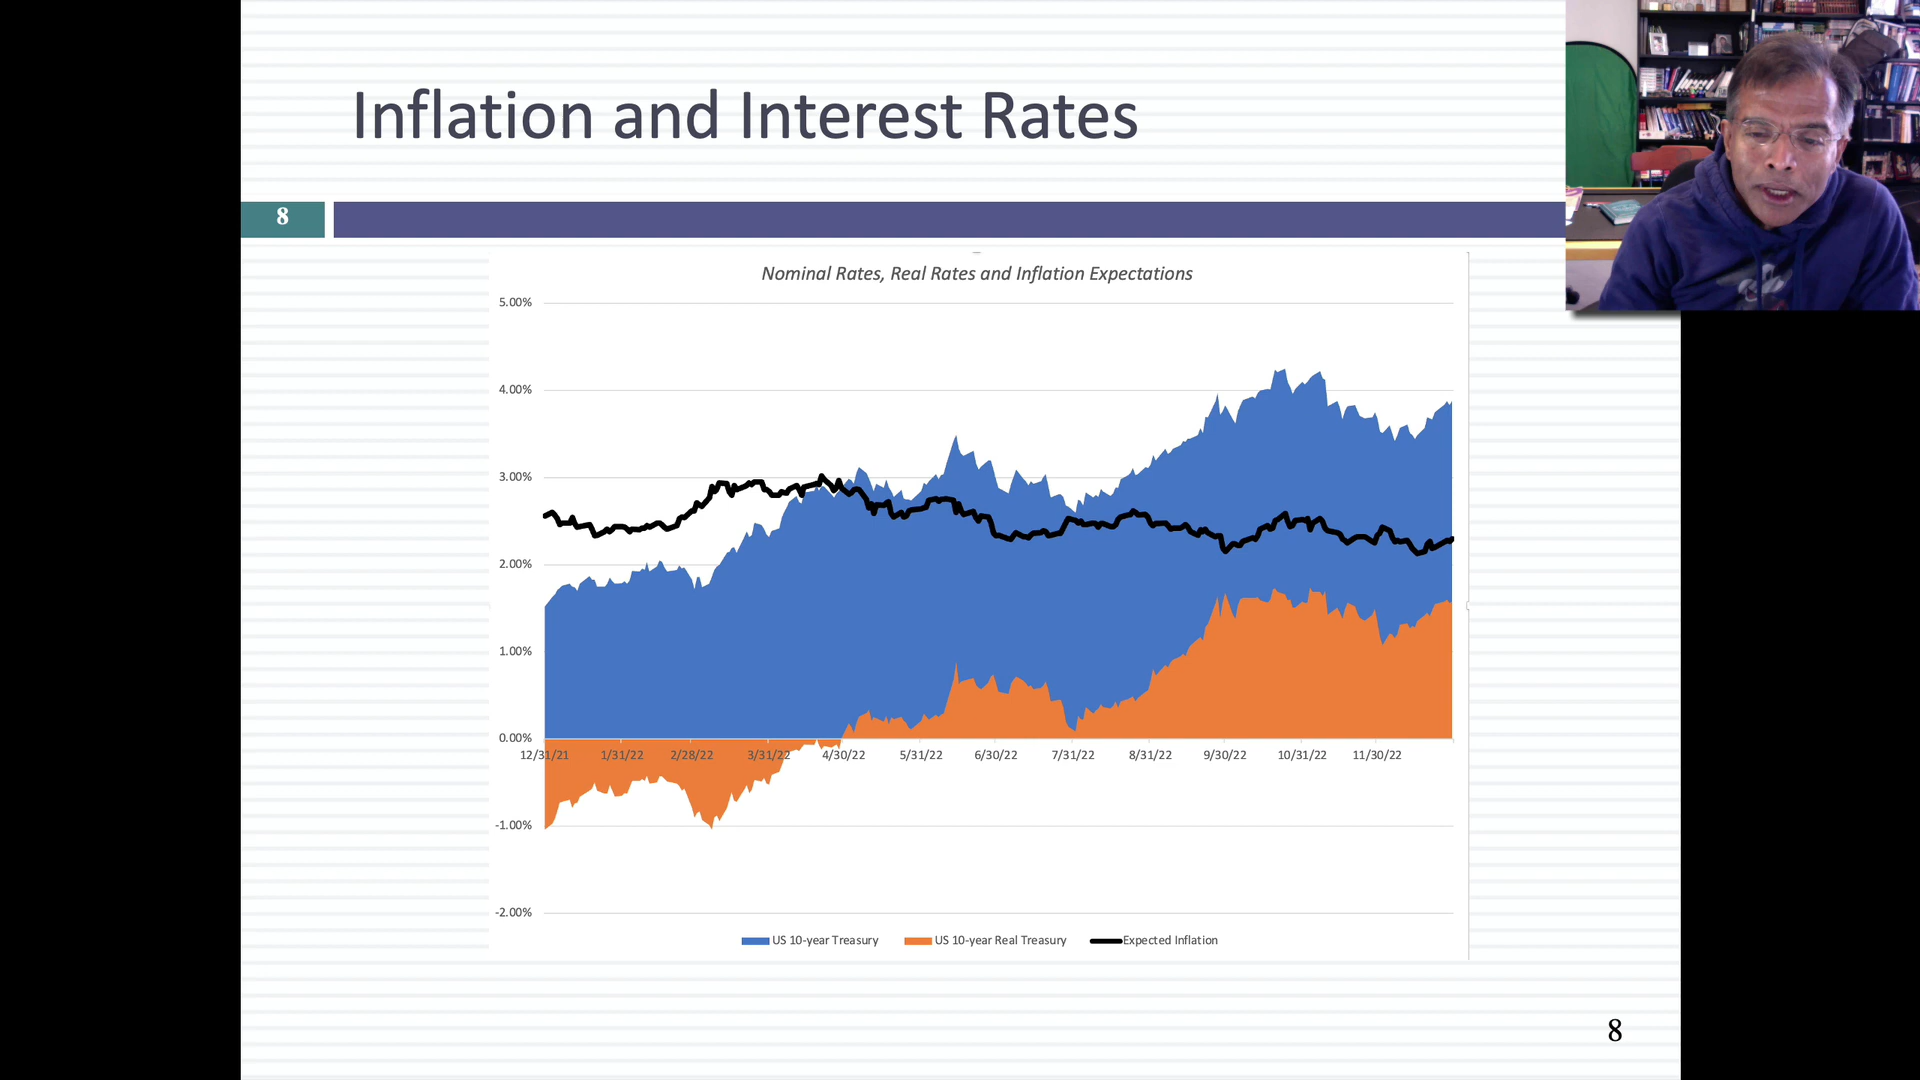 Inflation and Interest Rates
8
Nominal Rates, Real Rates and Inflation Expectations
5.00%
4.00%
3.00%
2.00%
1.00%
0.00%
12/31/21 1/31/22 2/28/22 3/31/22 4/30/22 5/31/22 6/30/22 7/31/22 8/31/22 9/30/22 10/31/22 11/30/22
-1.00%
-2.00%
US 10-year Treasury US 10-year Real Treasury Expected Inflation
8